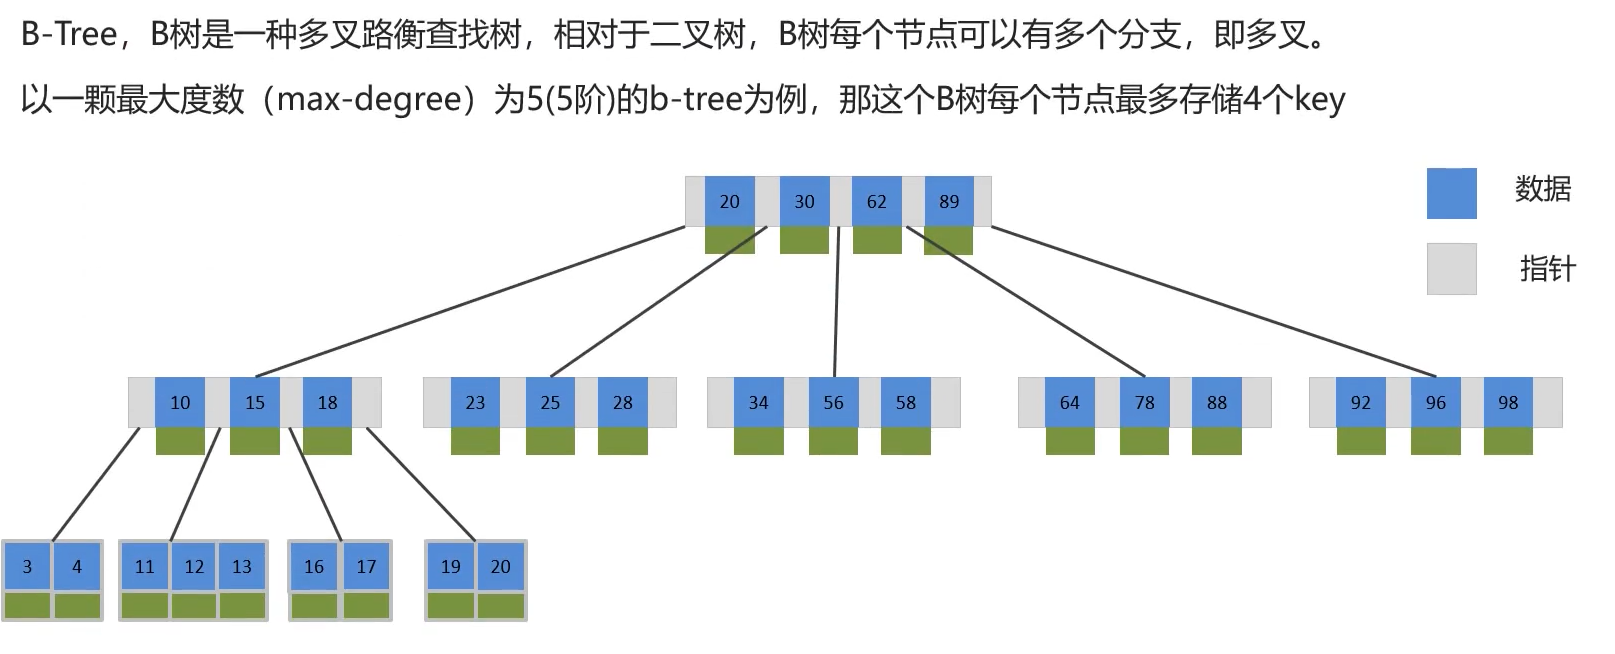 B-Tree，B树是一种多叉路衡查找树，相对于二叉树，B树每个节点可以有多个分支，即多叉。
以一颗最大度数（max-degree）为5(5阶)的b-tree为例，那这个B树每个节点最多存储4个key
20 30 62 89
数据
指针
10 15 18
23 25 28
34 56 58
64 78 88
92 96 98
3 4
11 12 13
16 17
19 20